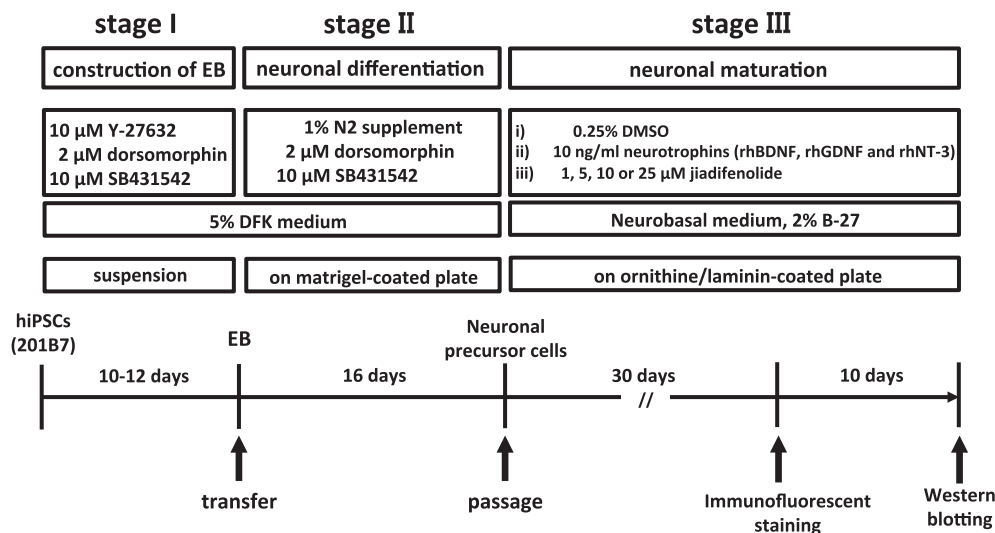 stage I
stage II
stage III
construction of EB
neuronal differentiation
neuronal maturation
10 μM Y-27632
2 μM dorsomorphin
10 μM SB431542
1% N2 supplement
2 μM dorsomorphin
10 μM SB431542
i) 0.25% DMSO
ii) 10 ng/ml neurotrophins (rhBDNF, rhGDNF and rhNT-3)
iii) 1, 5, 10 or 25 μM jiadifenolide
5% DFK medium
Neurobasal medium, 2% B-27
suspension
on matrigel-coated plate
on ornithine/laminin-coated plate
hiPSCs
(201B7)
EB
Neuronal
precursor cells
10-12 days
16 days
30 days
//
10 days
transfer
passage
Immunofluorescent
staining
Western
blotting